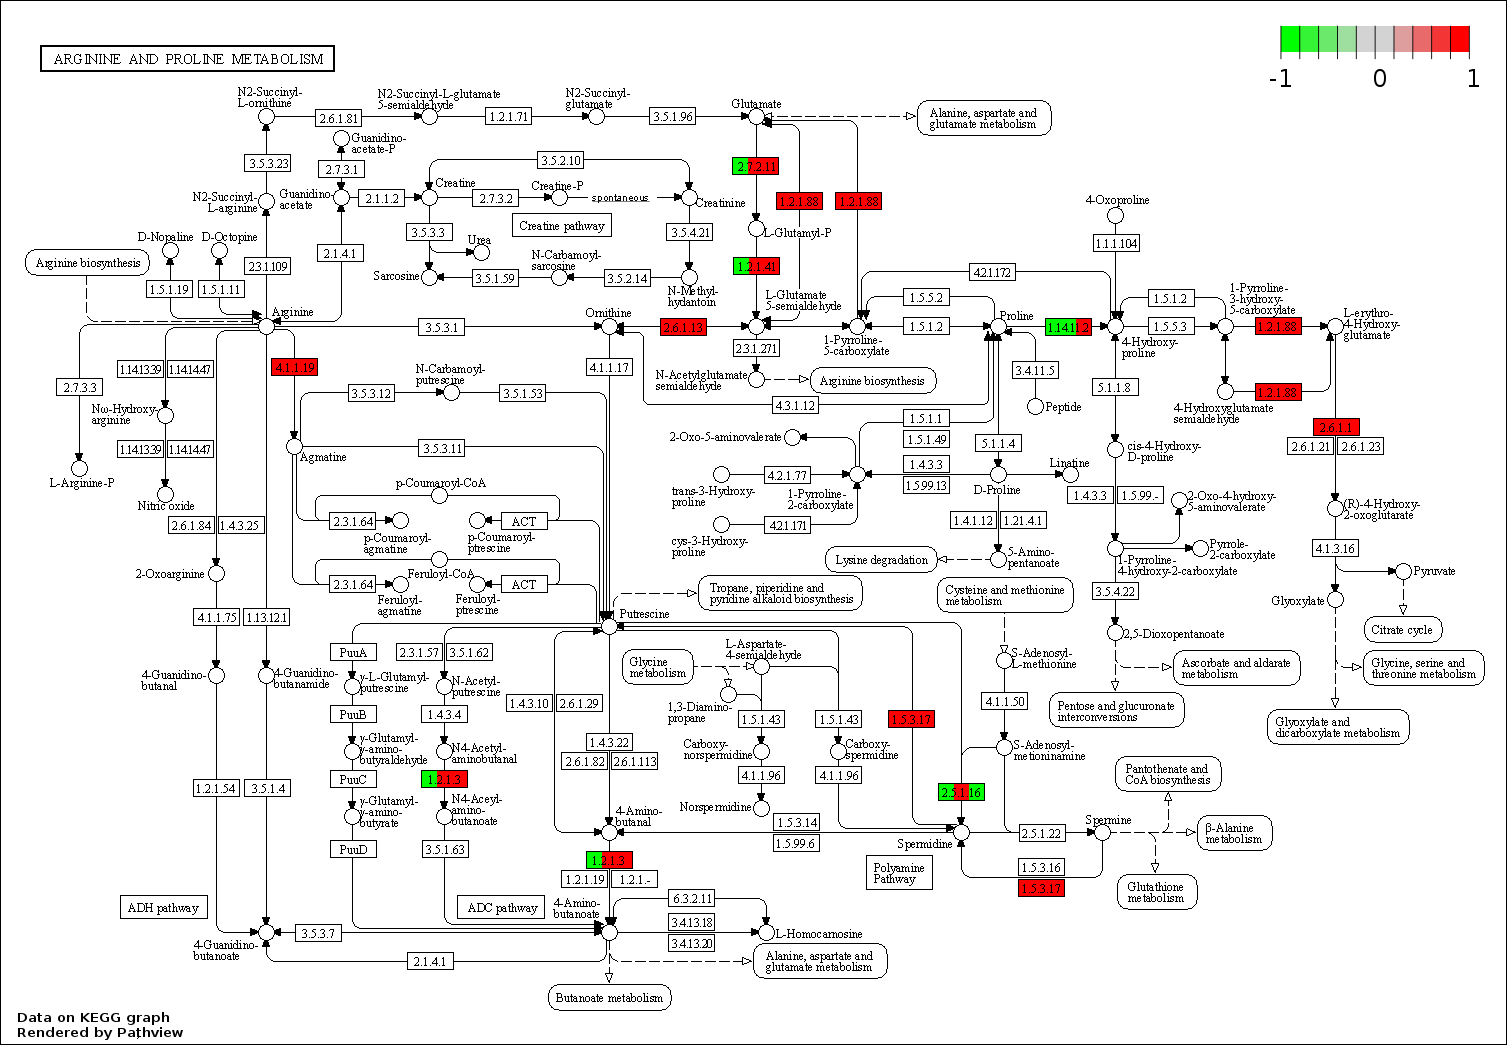 ARGININE AND PROLINE METABOLISM
-1
0
1
N2-Succinyl-
L-ornithine
2.6.1.81
N2-Succinyl-L-glutamate
5-semialdehyde
1.2.1.71
N2-Succinyl-
glutamate
3.5.1.96
Glutamate
Alanine, aspartate and
glutamate metabolism
Guanidino-
acetate-P
3.5.3.23
2.7.3.1
3.5.2.10
2.7.2.11
N2-Succinyl-
L-arginine
Guanidino
acetate
2.1.1.2
Creatine
2.7.3.2
Creatine-P
spontaneous
Creatinine
1.2.1.88
1.2.1.88
4-Oxoproline
Creatine pathway
3.5.3.3
3.5.4.21
L-Glutamyl-P
D-Nopaline
D-Octopine
Urea
1.1.1.104
Arginine biosynthesis
2.1.4.1
2.3.1.109
N-Carbamoyl-
sarcosine
Sarcosine
3.5.1.59
3.5.2.14
1.2.1.41
4.2.1.172
1.5.1.19
1.5.1.11
N-Methyl-
hydantoin
L-Glutamate
5-semialdehyde
1.5.5.2
1.5.1.2
1-Pyrroline-
3-hydroxy-
5-carboxylate
Arginine
3.5.3.1
Ornithine
2.6.1.13
1.5.1.2
Proline
1.14.11.2
1.5.5.3
1.2.1.88
L-erythro-
4-Hydroxy-
glutamate
1-Pyrroline-
5-carboxylate
4-Hydroxy-
proline
2.3.1.271
4.1.1.19
1.14.13.39
1.14.14.47
4.1.1.17
3.4.11.5
N-Acetylglutamate
semialdehyde
Arginine biosynthesis
2.7.3.3
N-Carbamoyl-
putrescine
3.5.3.12
3.5.1.53
5.1.1.8
1.2.1.88
4.3.1.12
Peptide
4-Hydroxyglutamate
semialdehyde
Nω-Hydroxy-
arginine
1.5.1.1
2.6.1.1
2-Oxo-5-aminovalerate
1.5.1.49
5.1.1.4
2.6.1.21
2.6.1.23
1.14.13.39
1.14.14.47
Agmatine
3.5.3.11
cis-4-Hydroxy-
D-proline
1.4.3.3
Linatine
4.2.1.77
1.5.99.13
D-Proline
L-Arginine-P
p-Coumaroyl-CoA
trans-3-Hydroxy-
proline
1-Pyrroline-
2-carboxylate
1.4.3.3
1.5.99.-
2-Oxo-4-hydroxy-
5-aminovalerate
Nitric oxide
(R)-4-Hydroxy-
2-oxoglutarate
2.6.1.84
1.4.3.25
2.3.1.64
ACT
4.2.1.171
1.4.1.12
1.21.4.1
p-Coumaroyl-
agmatine
p-Coumaroyl-
ptrescine
cys-3-Hydroxy-
proline
Lysine degradation
5-Amino-
pentanoate
Pyrrole-
2-carboxylate
4.1.3.16
1-Pyrroline-
4-hydroxy-2-carboxylate
2-Oxoarginine
Feruloyl-CoA
2.3.1.64
ACT
Feruloyl-
agmatine
Feruloyl-
ptrescine
Tropane, piperidine and
pyridine alkaloid biosynthesis
Cysteine and methionine
metabolism
3.5.4.22
Pyruvate
Glyoxylate
4.1.1.75
1.13.12.1
Putrescine
2,5-Dioxopentanoate
Citrate cycle
PuuA
2.3.1.57
3.5.1.62
Glycine
metabolism
L-Aspartate-
4-semialdehyde
S-Adenosyl-
L-methionine
Ascorbate and aldarate
metabolism
Glycine, serine and
threonine metabolism
4-Guanidino-
butanal
4-Guanidino-
butanamide
γ-L-Glutamyl-
putrescine
N-Acetyl-
putrescine
1.4.3.10
2.6.1.29
1,3-Diamino-
propane
4.1.1.50
Pentose and glucuronate
interconversions
Glyoxylate and
dicarboxylate metabolism
PuuB
1.4.3.4
1.5.1.43
1.5.1.43
1.5.3.17
γ-Glutamyl-
γ-amino-
butyraldehyde
N4-Acetyl-
aminobutanal
1.4.3.22
2.6.1.82
2.6.1.113
Carboxy-
norspermidine
Carboxy-
spermidine
S-Adenosyl-
metioninamine
Pantothenate and
CoA biosynthesis
1.2.1.54
3.5.1.4
PuuC
1.2.1.3
4.1.1.96
4.1.1.96
2.5.1.16
γ-Glutamyl-
γ-amino-
butyrate
N4-Aceyl-
amino-
butanoate
4-Amino-
butanal
Norspermidine
1.5.3.14
1.5.99.6
Spermidine
2.5.1.22
Spermine
β-Alanine
metabolism
PuuD
3.5.1.63
1.2.1.3
1.2.1.19
1.2.1.-
Polyamine
Pathway
1.5.3.16
1.5.3.17
Glutathione
metabolism
ADH pathway
ADC pathway
4-Amino-
butanoate
6.3.2.11
3.4.13.18
3.4.13.20
L-Homocarnosine
4-Guanidino-
butanoate
3.5.3.7
2.1.4.1
Alanine, aspartate and
glutamate metabolism
Butanoate metabolism
Data on KEGG graph
Rendered by Pathview